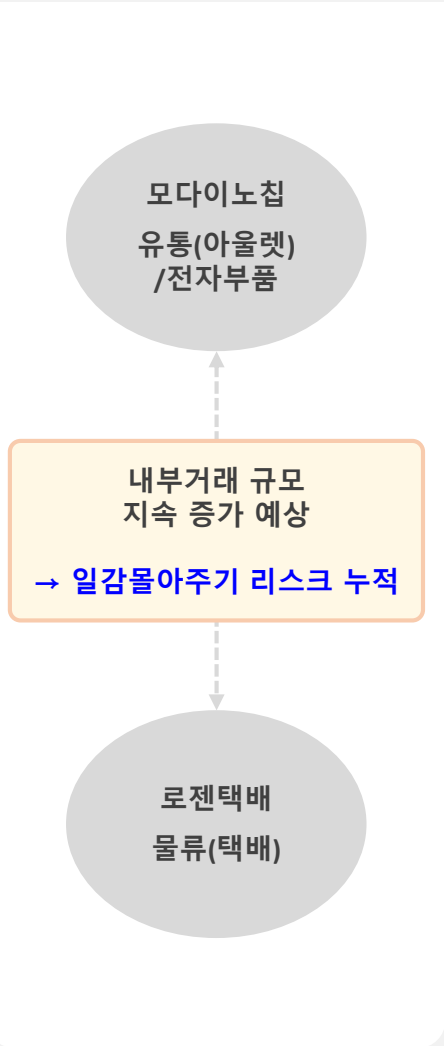 모다이노칩
유통(아울렛)
/전자부품
내부거래 규모
지속 증가 예상
→ 일감몰아주기 리스크 누적
로젠택배
물류(택배)